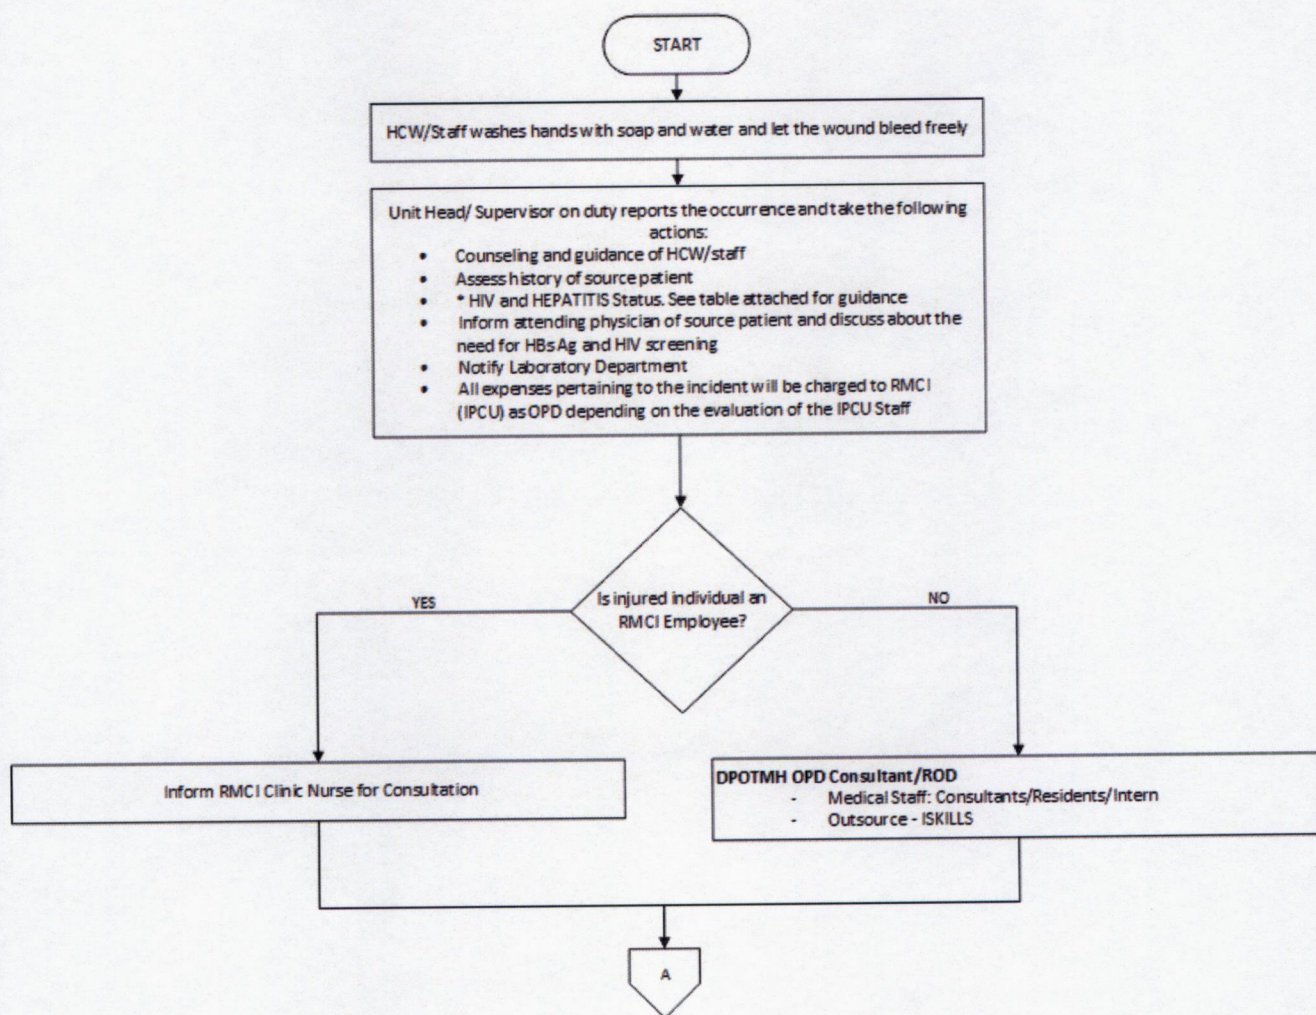 START
HCW/Staff washes hands with soap and water and let the wound bleed freely
Unit Head/ Supervisor on duty reports the occurrence and take the following
actions:
• Counseling and guidance of HCW/staff
• Assess history of source patient
• * HIV and HEPATITIS Status. See table attached for guidance
• Inform attending physician of source patient and discuss about the
need for HBsAg and HIV screening
• Notify Laboratory Department
• All expenses pertaining to the incident will be charged to RMCI
(IPCU) as OPD depending on the evaluation of the IPCU Staff
Is injured individual an
RMCI Employee?
YES
NO
Inform RMCI Clinic Nurse for Consultation
DPOTMH OPD Consultant/ROD
- Medical Staff: Consultants/Residents/Intern
- Outsource - ISKILLS
A